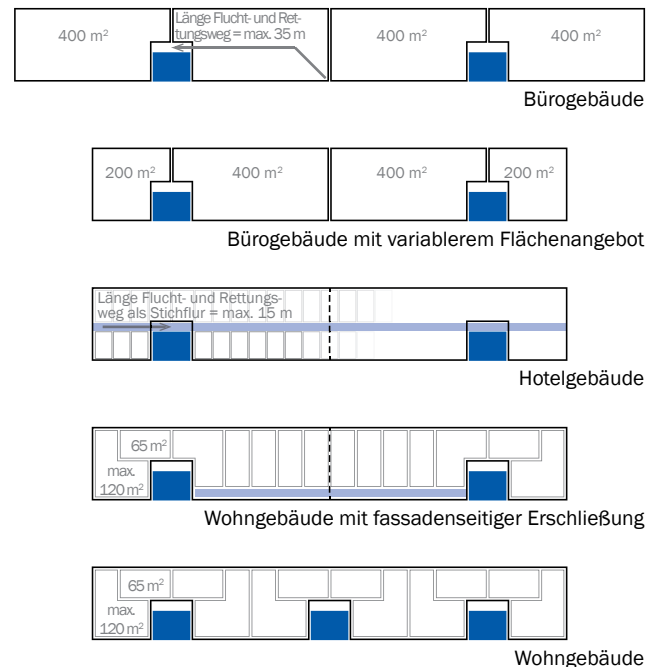 Länge Flucht- und Ret-
tungsweg = max. 35 m
400 m²
400 m²
400 m²
Bürogebäude
200 m²
400 m²
400 m²
200 m²
Bürogebäude mit variablerem Flächenangebot
Länge Flucht- und Rettungs-
weg als Stichflur = max. 15 m
Hotelgebäude
65 m²
max.
120 m²
Wohngebäude mit fassadenseitiger Erschließung
65 m²
max.
120 m²
Wohngebäude